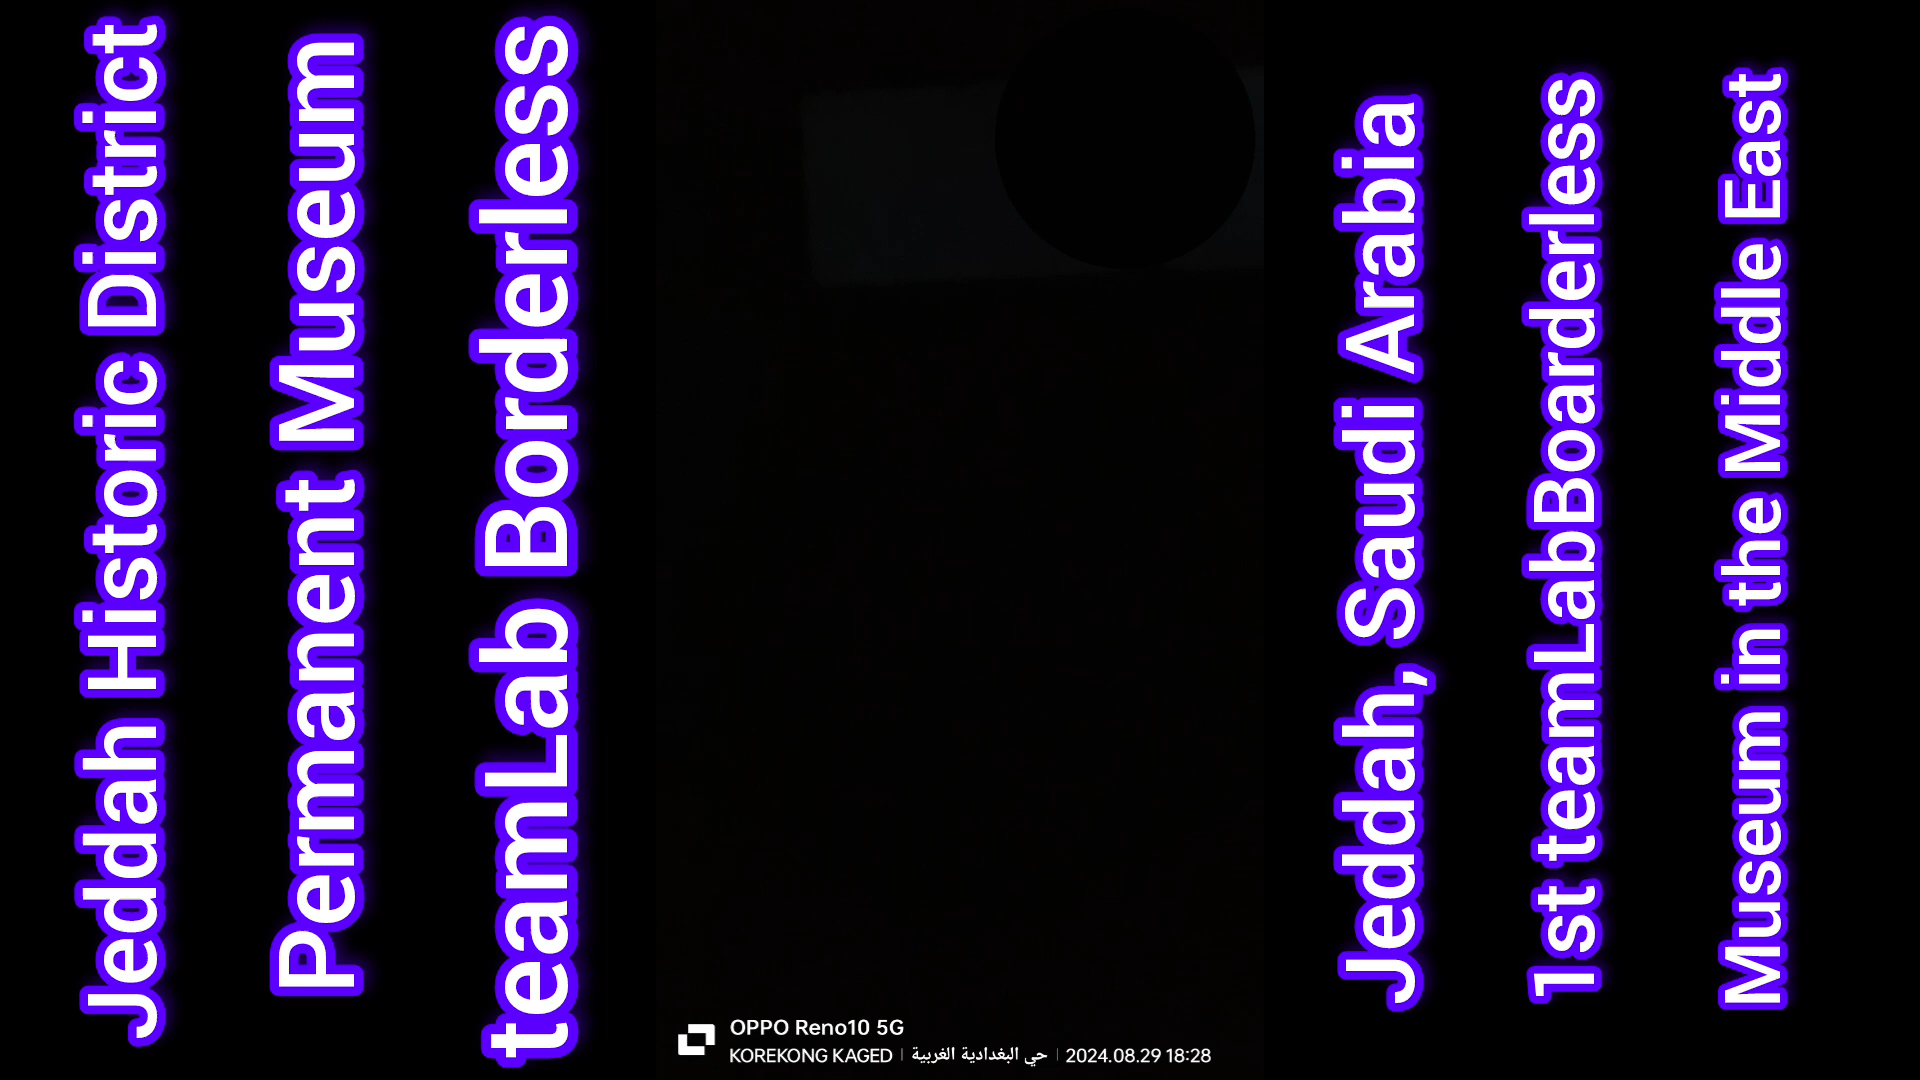 Jeddah Historic District
Permanent Museum
teamLab Borderless
Jeddah, Saudi Arabia
1st teamLabBoarderless
Museum in the Middle East
OPPO Reno10 5G
KOREKONG KAGED | حي البغدادية الغربية | 2024.08.29 18:28